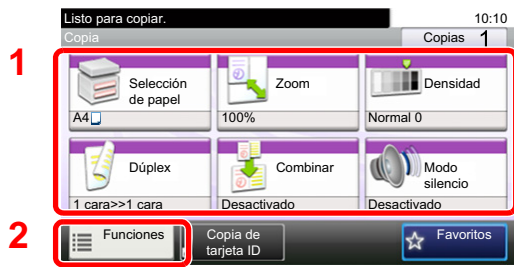 Listo para copiar.
10:10
Copia
Copias 1
1
Selección
de papel
Zoom
Densidad
A4
100%
Normal 0
Dúplex
Combinar
Modo
silencio
1 cara>>1 cara
Desactivado
Desactivado
2
Funciones
Copia de
tarjeta ID
Favoritos